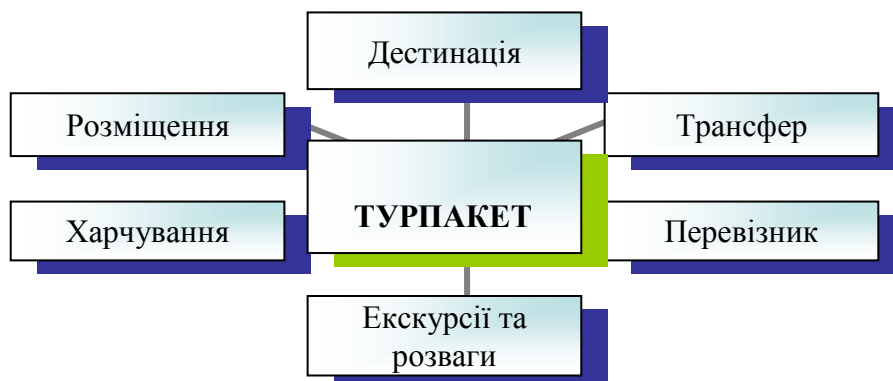 Дестинація
Розміщення
Трансфер
ТУРПАКЕТ
Харчування
Перевізник
Екскурсії та
розваги